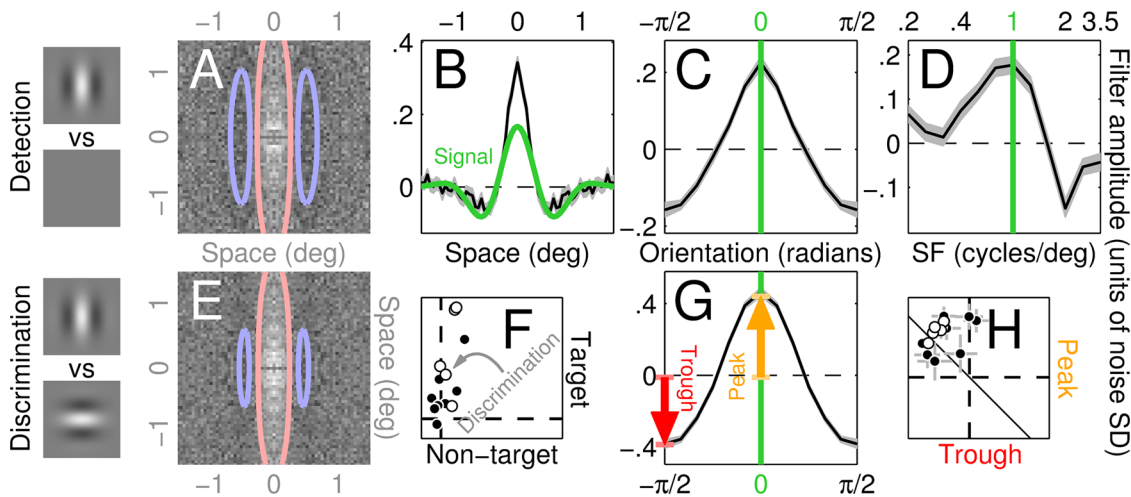 −1 0 1
−1 0 1
−π/2 0 π/2
.2 .4 1 2 3.5
Detection
vs
1
0
−1
A
.4
.2
0
B
Signal
.2
0
−.2
C
.2
.1
0
−.1
D
Filter amplitude (units of noise SD)
Space (deg)
Space (deg)
Orientation (radians)
SF (cycles/deg)
Discrimination
vs
1
0
−1
E
Space (deg)
F
Discrimination
Target
Non−target
.4
0
−.4
G
Trough
Peak
H
Peak
Trough
−1 0 1
−π/2 0 π/2